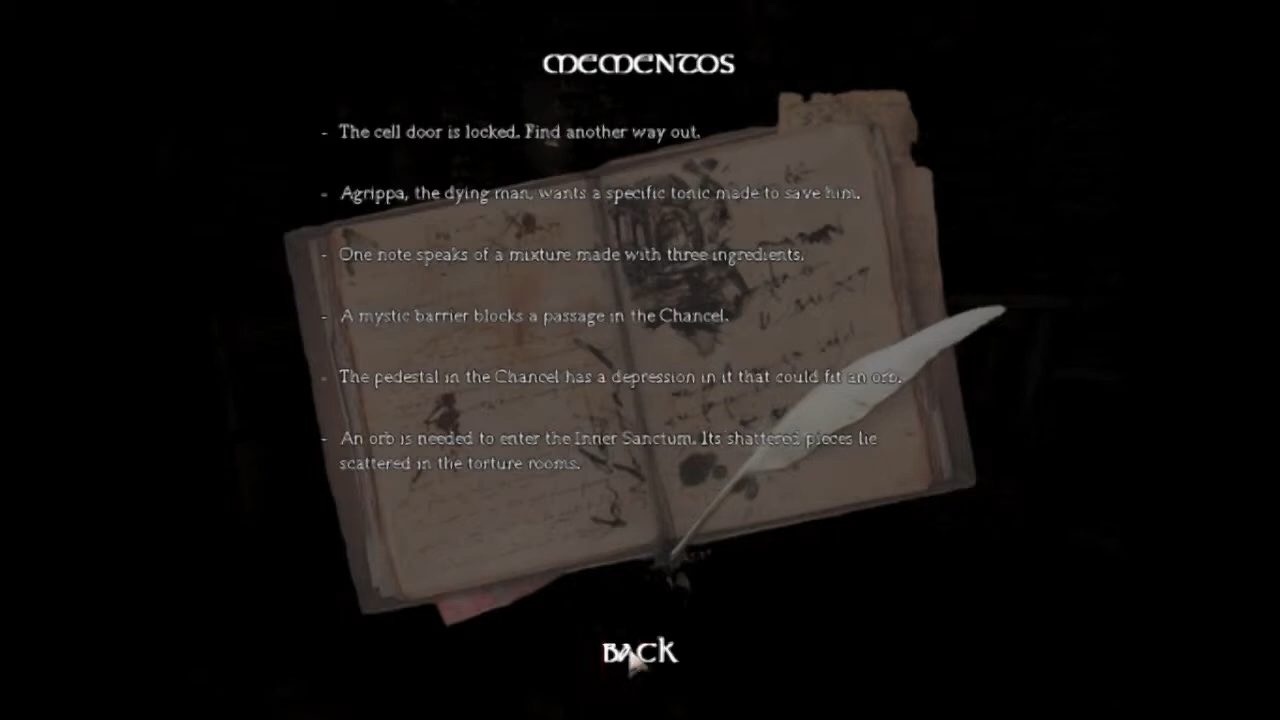 MEMENTOS
- The cell door is locked. Find another way out.
- Agrippa, the dying man, wants a specific tonic made to save him.
- One note speaks of a mixture made with three ingredients.
- A mystic barrier blocks a passage in the Chancel.
- The pedestal in the Chancel has a depression in it that could fit an orb.
- An orb is needed to enter the Inner Sanctum. Its shattered pieces lie
scattered in the torture rooms.
BACK